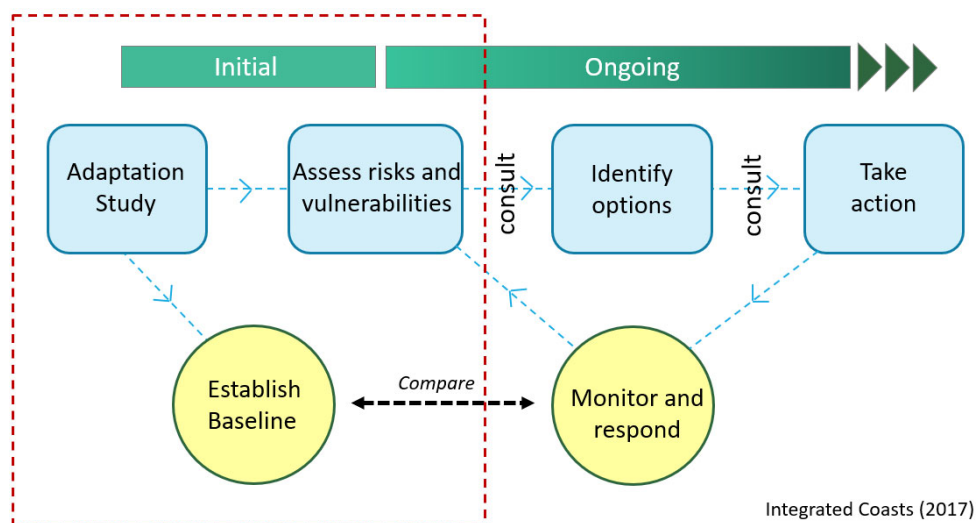 Initial
Ongoing
Adaptation
Study
Assess risks and
vulnerabilities
consult
Identify
options
consult
Take
action
Establish
Baseline
Compare
Monitor and
respond
Integrated Coasts (2017)